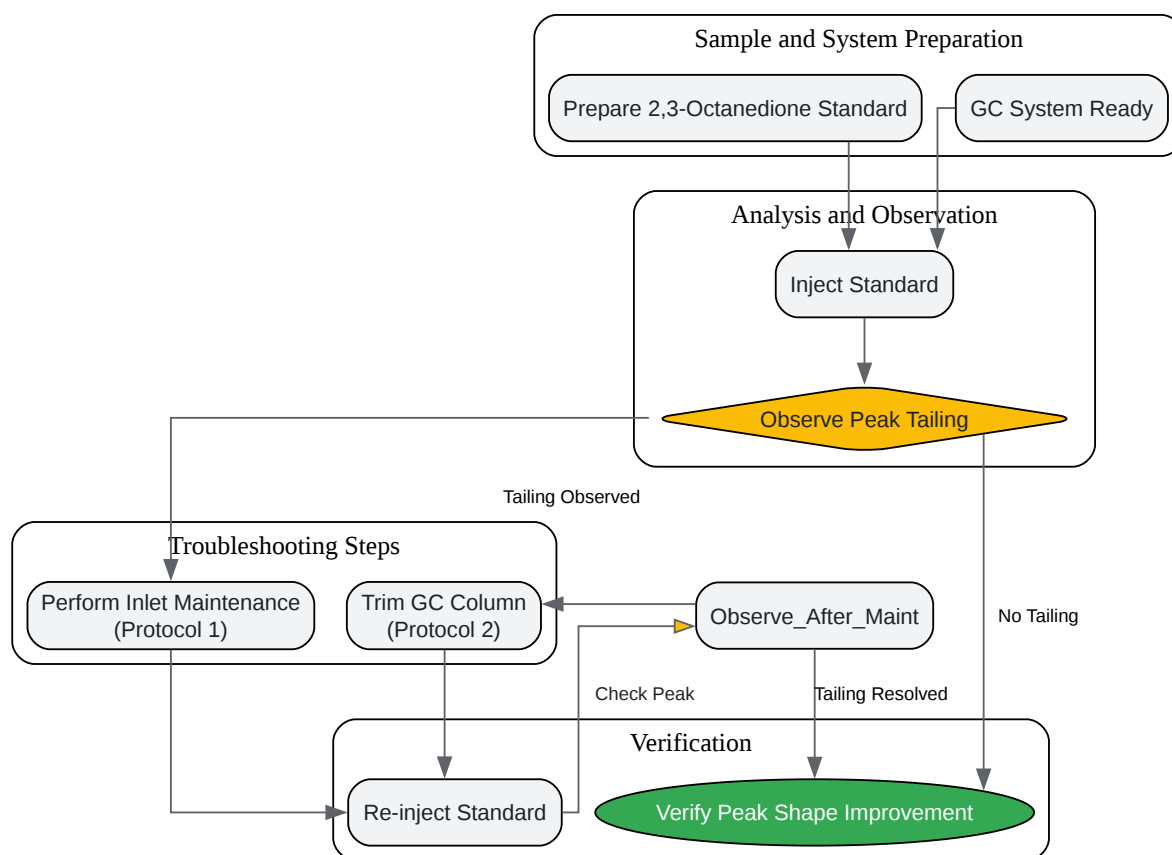 Sample and System Preparation
Prepare 2,3-Octanedione Standard
GC System Ready
Analysis and Observation
Inject Standard
Observe Peak Tailing
Tailing Observed
Troubleshooting Steps
Perform Inlet Maintenance
(Protocol 1)
Trim GC Column
(Protocol 2)
Observe_After_Maint
No Tailing
Check Peak
Tailing Resolved
Verification
Re-inject Standard
Verify Peak Shape Improvement